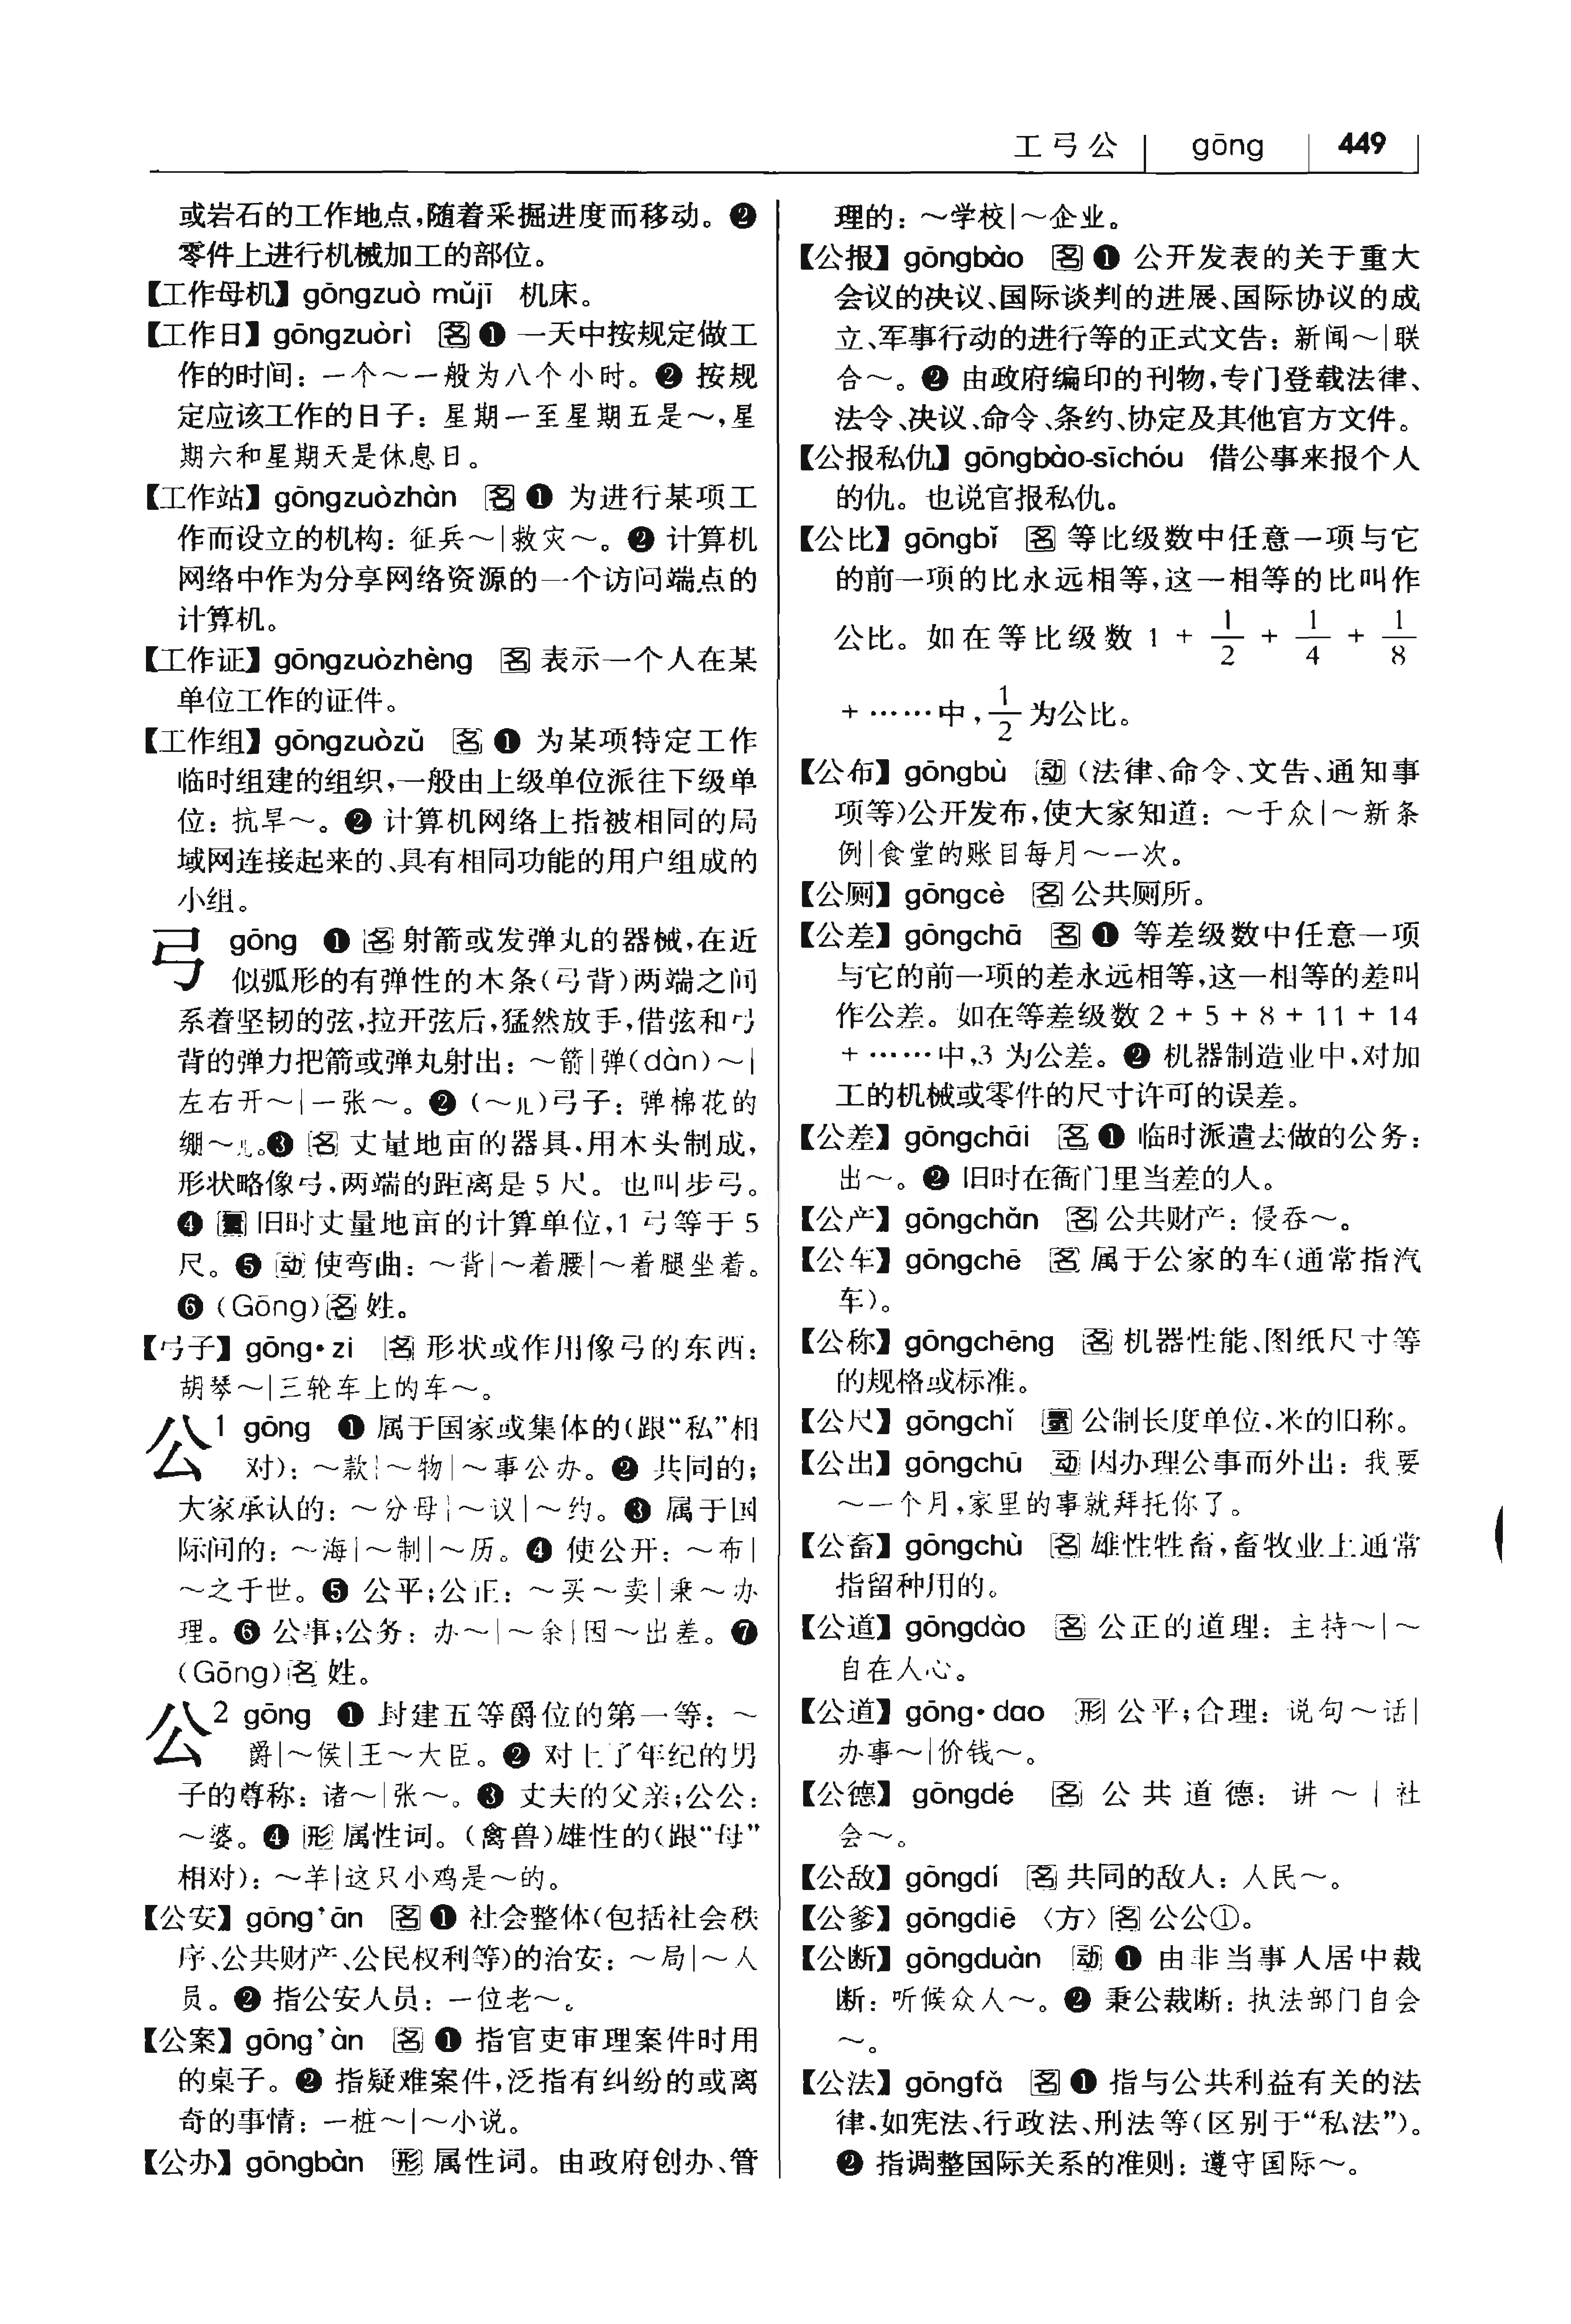 工弓公 gōng 449
或岩石的工作地点,随着采掘进度而移动。❷
零件上进行机械加工的部位。
【工作母机】gōngzuò mǔjī 机床。
【工作日】gōngzuòrì 名❶ 一天中按规定做工
作的时间：一个～一般为八个小时。❷ 按规
定应该工作的日子：星期一至星期五是～,星
期六和星期天是休息日。
【工作站】gōngzuòzhàn 名❶ 为进行某项工
作而设立的机构：征兵～|救灾～。❷ 计算机
网络中作为分享网络资源的一个访问端点的
计算机。
【工作证】gōngzuòzhèng 名 表示一个人在某
单位工作的证件。
【工作组】gōngzuòzǔ 名❶ 为某项特定工作
临时组建的组织,一般由上级单位派往下级单
位：抗旱～。❷ 计算机网络上指被相同的局
域网连接起来的、具有相同功能的用户组成的
小组。
弓 gōng ❶ 名 射箭或发弹丸的器械,在近
似弧形的有弹性的木条(弓背)两端之间
系着坚韧的弦,拉开弦后,猛然放手,借弦和弓
背的弹力把箭或弹丸射出：～箭|弹(dàn)～|
左右开～|一张～。❷ (～儿)弓子：弹棉花的
绷～儿。❸ 名 丈量地亩的器具,用木头制成,
形状略像弓,两端的距离是 5 尺。也叫步弓。
❹ 量 旧时丈量地亩的计算单位,1 弓等于 5
尺。❺ 动 使弯曲：～背|～着腰|～着腿坐着。
❻ (Gōng) 名 姓。
【弓子】gōng·zi 名 形状或作用像弓的东西：
胡琴～|三轮车上的车～。
公1 gōng ❶ 属于国家或集体的(跟“私”相
对)：～款|～物|～事公办。❷ 共同的;
大家承认的：～分母|～议|～约。❸ 属于国
际间的：～海|～制|～历。❹ 使公开：～布|
～之于世。❺ 公平;公正：～买～卖|秉～办
理。❻ 公事;公务：办～|～余|因～出差。❼
(Gōng) 名 姓。
公2 gōng ❶ 封建五等爵位的第一等：～
爵|～侯|王～大臣。❷ 对上了年纪的男
子的尊称：诸～|张～。❸ 丈夫的父亲;公公：
～婆。❹ 形 属性词。(禽兽)雄性的(跟“母”
相对)：～羊|这只小鸡是～的。
【公安】gōng’ān 名❶ 社会整体(包括社会秩
序、公共财产、公民权利等)的治安：～局|～人
员。❷ 指公安人员：一位老～。
【公案】gōng’àn 名❶ 指官吏审理案件时用
的桌子。❷ 指疑难案件,泛指有纠纷的或离
奇的事情：一桩～|～小说。
【公办】gōngbàn 形 属性词。由政府创办、管
理的：～学校|～企业。
【公报】gōngbào 名❶ 公开发表的关于重大
会议的决议、国际谈判的进展、国际协议的成
立、军事行动的进行等的正式文告：新闻～|联
合～。❷ 由政府编印的刊物,专门登载法律、
法令、决议、命令、条约、协定及其他官方文件。
【公报私仇】gōngbào-sīchóu 借公事来报个人
的仇。也说官报私仇。
【公比】gōngbǐ 名 等比级数中任意一项与它
的前一项的比永远相等,这一相等的比叫作
公比。如在等比级数 1 + 1/2 + 1/4 + 1/8
+ ……中, 1/2 为公比。
【公布】gōngbù 动 (法律、命令、文告、通知事
项等)公开发布,使大家知道：～于众|～新条
例|食堂的账目每月～一次。
【公厕】gōngcè 名 公共厕所。
【公差】gōngchā 名❶ 等差级数中任意一项
与它的前一项的差永远相等,这一相等的差叫
作公差。如在等差级数 2 + 5 + 8 + 11 + 14
+ ……中,3 为公差。❷ 机器制造业中,对加
工的机械或零件的尺寸许可的误差。
【公差】gōngchāi 名❶ 临时派遣去做的公务：
出～。❷ 旧时在衙门里当差的人。
【公产】gōngchǎn 名 公共财产：侵吞～。
【公车】gōngchē 名 属于公家的车(通常指汽
车)。
【公称】gōngchēng 名 机器性能、图纸尺寸等
的规格或标准。
【公尺】gōngchǐ 量 公制长度单位,米的旧称。
【公出】gōngchū 动 因办理公事而外出：我要
～一个月,家里的事就拜托你了。
【公畜】gōngchù 名 雄性牲畜,畜牧业上通常
指留种用的。
【公道】gōngdào 名 公正的道理：主持～|～
自在人心。
【公道】gōng·dao 形 公平;合理：说句～话|
办事～|价钱～。
【公德】gōngdé 名 公共道德：讲～|社
会～。
【公敌】gōngdí 名 共同的敌人：人民～。
【公爹】gōngdiē 〈方〉 名 公公①。
【公断】gōngduàn 动❶ 由非当事人居中裁
断：听候众人～。❷ 秉公裁断：执法部门自会
～。
【公法】gōngfǎ 名❶ 指与公共利益有关的法
律,如宪法、行政法、刑法等(区别于“私法”)。
❷ 指调整国际关系的准则：遵守国际～。